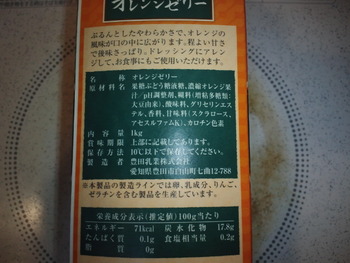 オレンジゼリー
ぷるんとしたやわらかさで、オレンジの
風味が口の中に広がります。程よい甘さ
で後味さっぱり。ドレッシングにアレンジ
して、お食事にもご使用いただけます。
名称 オレンジゼリー
原材料名 果糖ぶどう糖液糖、濃縮オレンジ果
汁/pH調整剤、糊料(増粘多糖類:
大豆由来)、酸味料、グリセリンエス
テル、香料、甘味料(スクラロース、
アセスルファムK)、カロチン色素
内容量 1kg
賞味期限 上部に記載してあります。
保存方法 10℃以下で保存してください。
製造者 豊田乳業株式会社
愛知県豊田市白山町七曲12-788
※本製品の製造ラインでは卵、乳成分、りんご、
ゼラチンを含む製品を生産しています。
栄養成分表示(推定値)100g当たり
エネルギー 71kcal 炭水化物 17.8g
たんぱく質 0.1g 食塩相当量 0.2g
脂質 0g